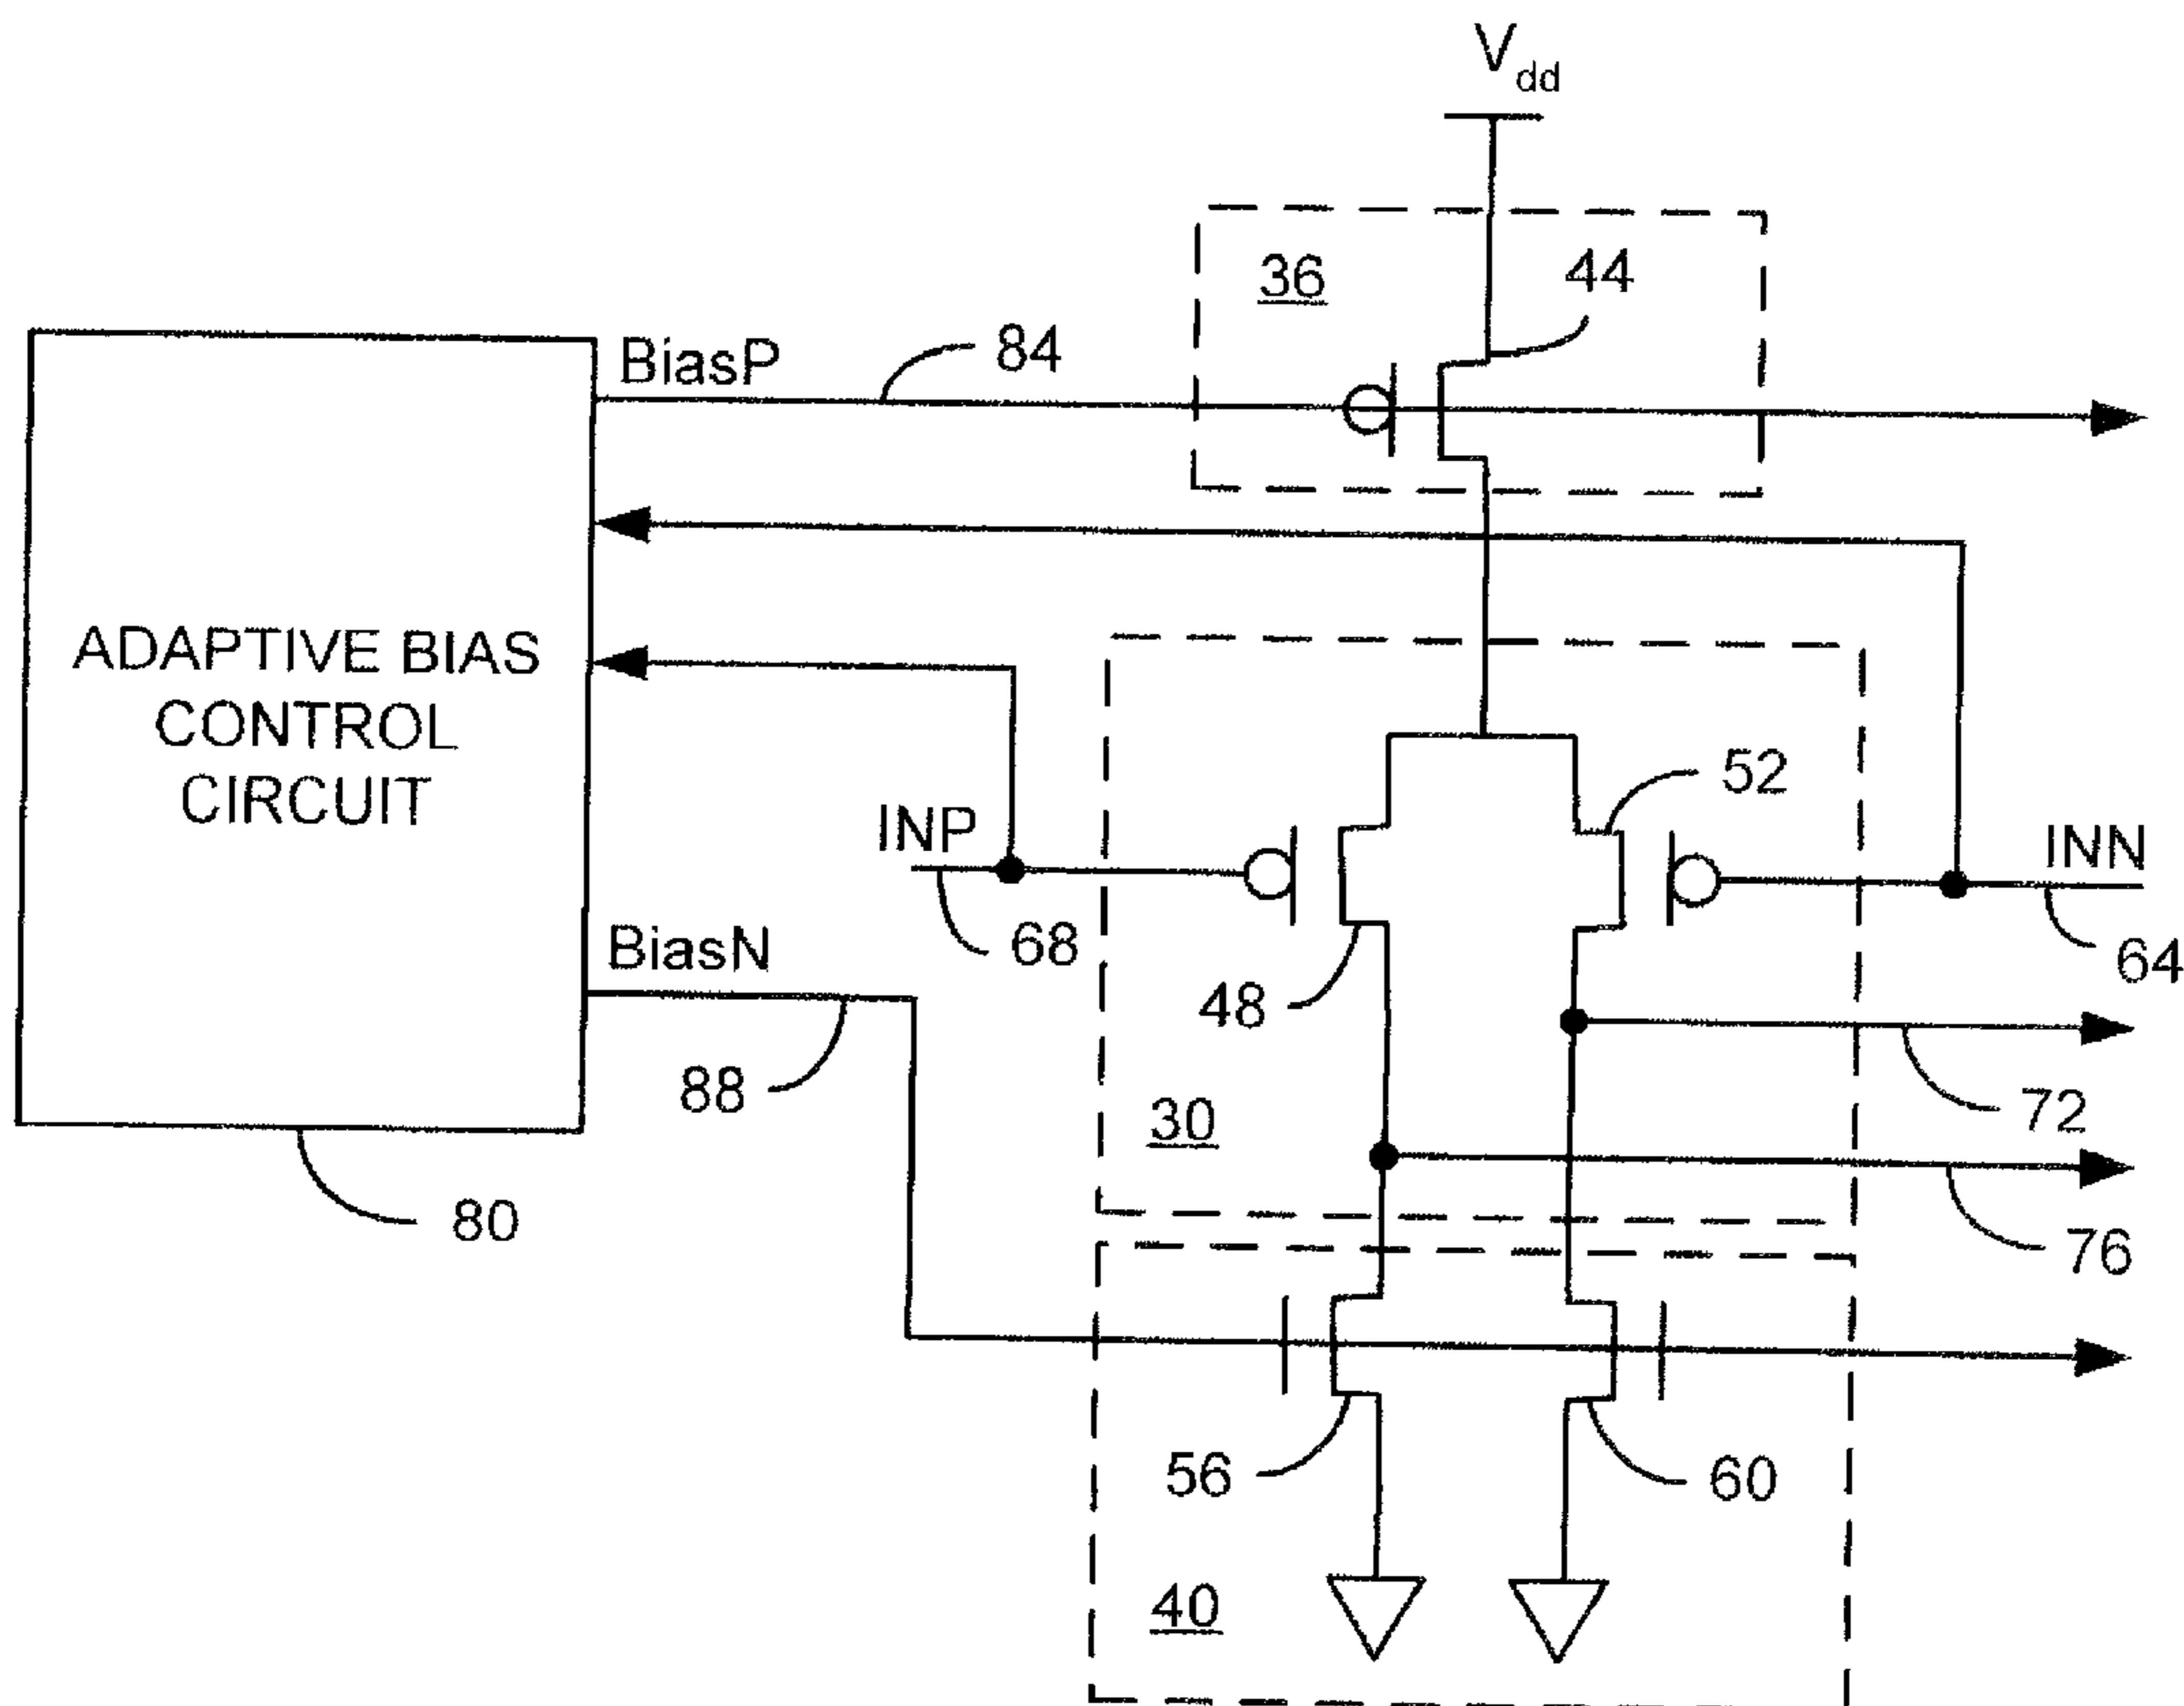 Vdd
36
44
BiasP
84
ADAPTIVE BIAS
CONTROL
CIRCUIT
52
INP
INN
68
64
BiasN
48
88
72
30
80
76
56
60
40